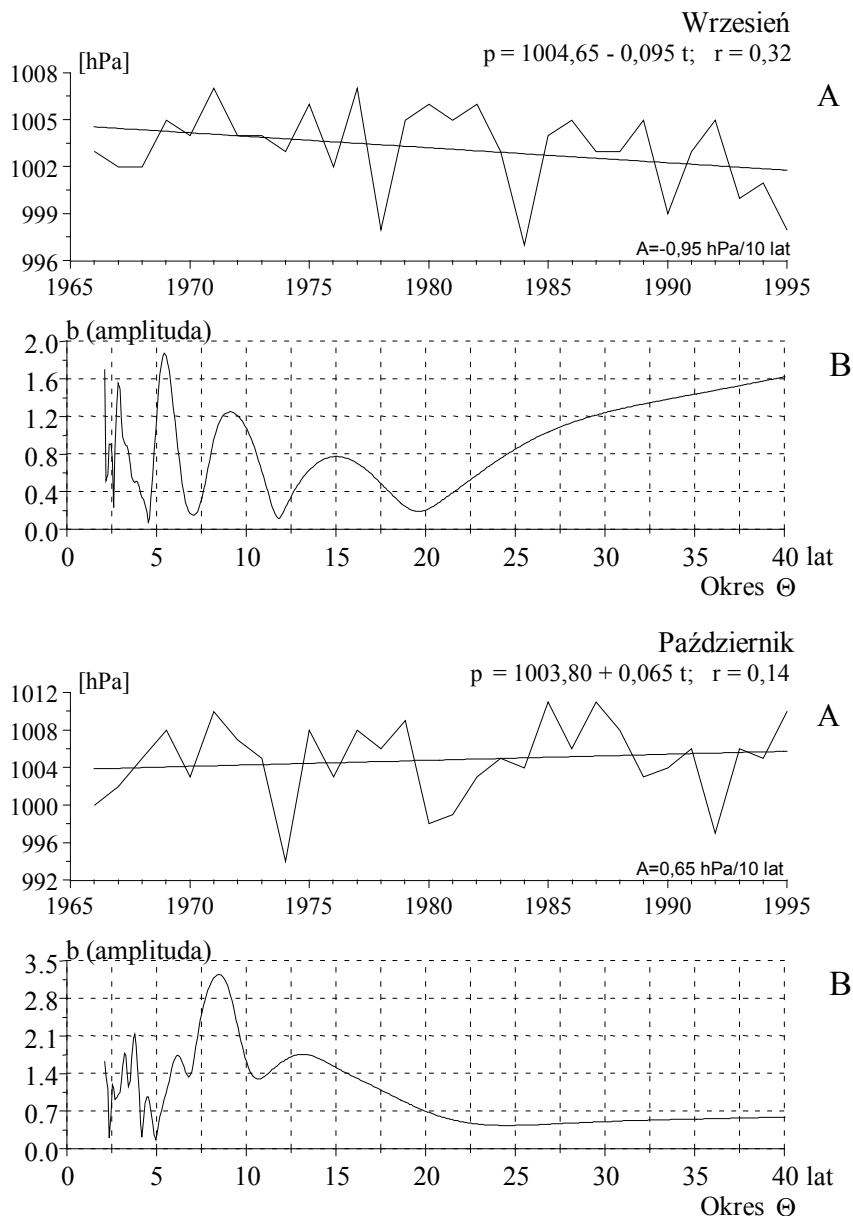 Wrzesień
p = 1004,65 - 0,095 t; r = 0,32
[hPa]
A
1008
1005
1002
999
996
A=-0,95 hPa/10 lat
1965 1970 1975 1980 1985 1990 1995
b (amplituda)
B
2.0
1.6
1.2
0.8
0.4
0.0
0 5 10 15 20 25 30 35 40 lat
Okres Θ
Październik
p = 1003,80 + 0,065 t; r = 0,14
[hPa]
A
1012
1008
1004
1000
996
992
A=0,65 hPa/10 lat
1965 1970 1975 1980 1985 1990 1995
b (amplituda)
B
3.5
2.8
2.1
1.4
0.7
0.0
0 5 10 15 20 25 30 35 40 lat
Okres Θ